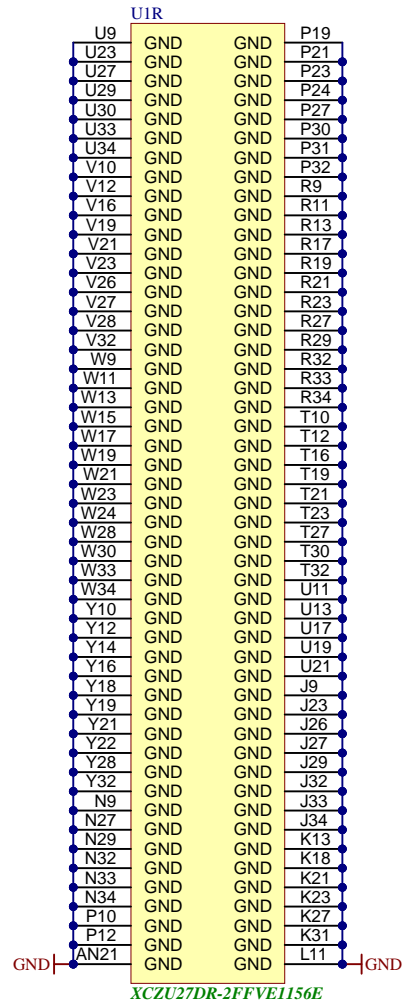 U1R
U9 GND GND P19
U23 GND GND P21
U27 GND GND P23
U29 GND GND P24
U30 GND GND P27
U33 GND GND P30
U34 GND GND P31
V10 GND GND P32
V12 GND GND R9
V16 GND GND R11
V19 GND GND R13
V21 GND GND R17
V23 GND GND R19
V26 GND GND R21
V27 GND GND R23
V28 GND GND R27
V32 GND GND R29
W9 GND GND R32
W11 GND GND R33
W13 GND GND R34
W15 GND GND T10
W17 GND GND T12
W19 GND GND T16
W21 GND GND T19
W23 GND GND T21
W24 GND GND T23
W28 GND GND T27
W30 GND GND T30
W33 GND GND T32
W34 GND GND U11
Y10 GND GND U13
Y12 GND GND U17
Y14 GND GND U19
Y16 GND GND U21
Y18 GND GND J9
Y19 GND GND J23
Y21 GND GND J26
Y22 GND GND J27
Y28 GND GND J29
Y32 GND GND J32
N9 GND GND J33
N27 GND GND J34
N29 GND GND K13
N32 GND GND K18
N33 GND GND K21
N34 GND GND K23
P10 GND GND K27
P12 GND GND K31
GND AN21 GND GND L11 GND
XCZU27DR-2FFVE1156E